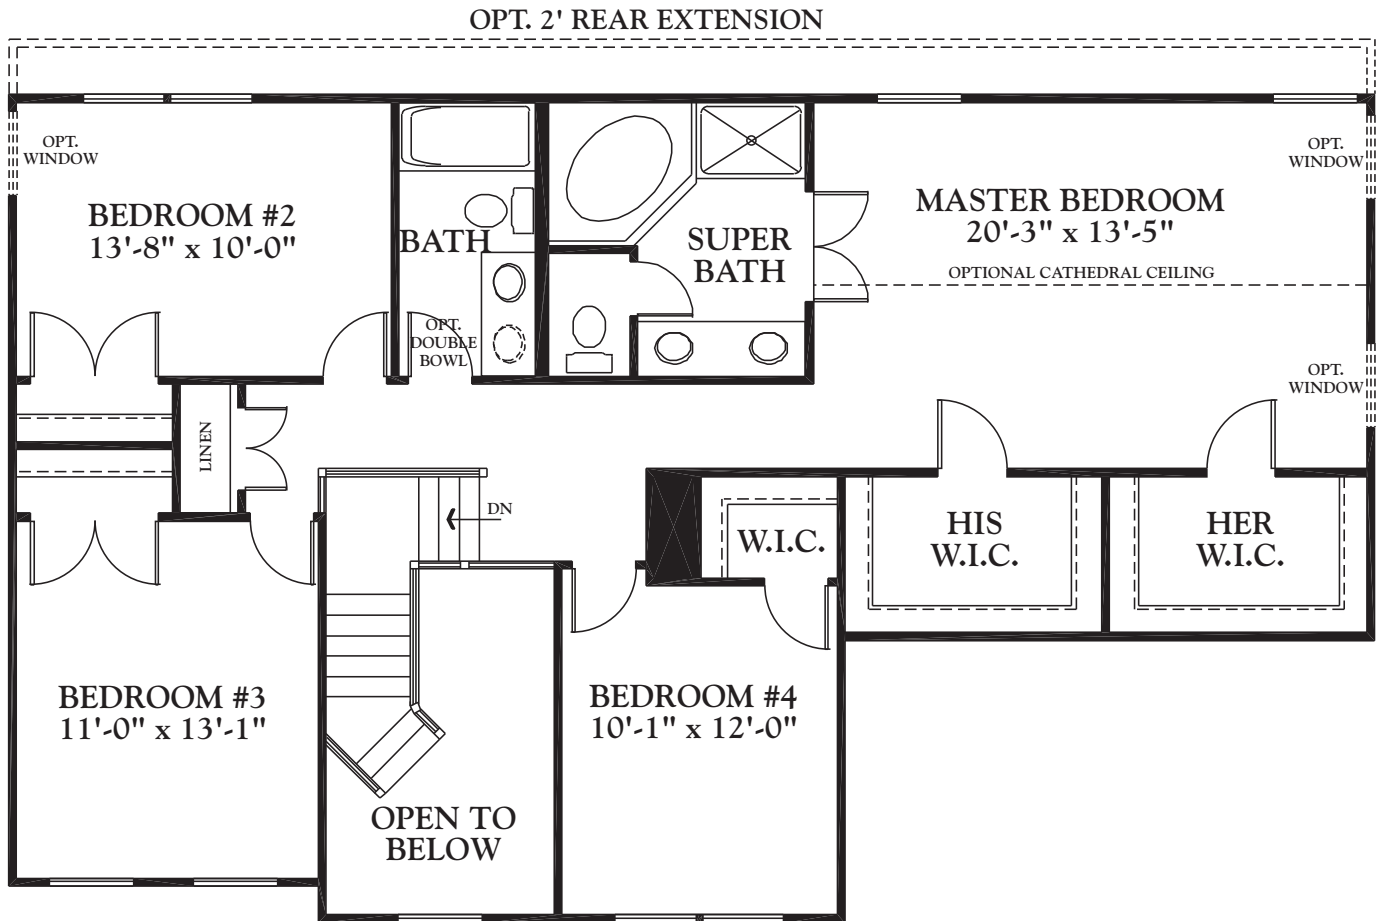 OPT. 2' REAR EXTENSION
OPT.
WINDOW
BEDROOM #2
13'-8" x 10'-0"
BATH
OPT.
DOUBLE
BOWL
SUPER
BATH
MASTER BEDROOM
20'-3" x 13'-5"
OPTIONAL CATHEDRAL CEILING
OPT.
WINDOW
OPT.
WINDOW
LINEN
DN
W.I.C.
HIS
W.I.C.
HER
W.I.C.
BEDROOM #3
11'-0" x 13'-1"
OPEN TO
BELOW
BEDROOM #4
10'-1" x 12'-0"